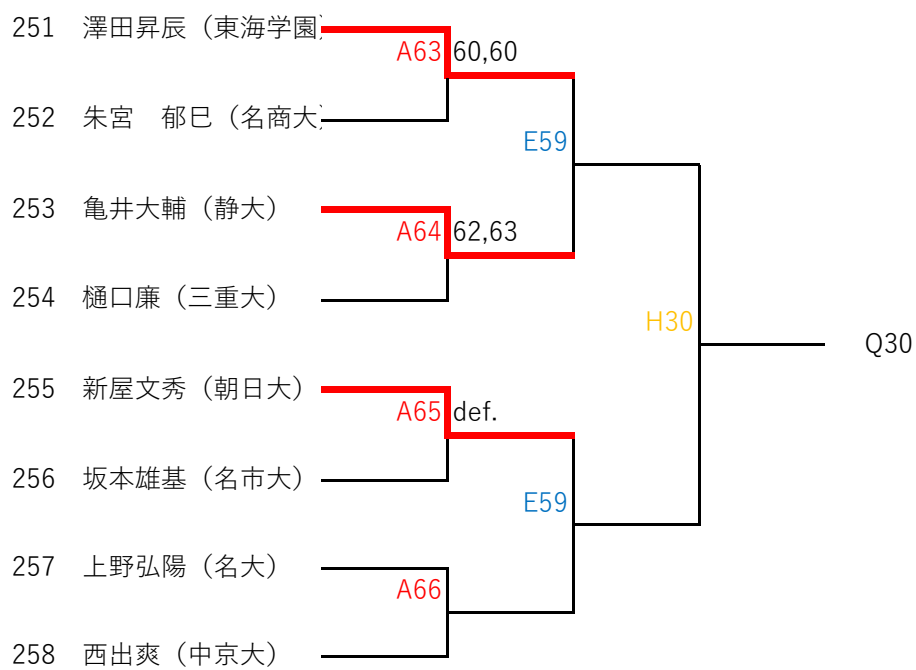 251 澤田昇辰（東海学園）
A63 60,60
252 朱宮　郁巳（名商大）
E59
253 亀井大輔（静大）
A64 62,63
254 樋口廉（三重大）
H30
Q30
255 新屋文秀（朝日大）
A65 def.
256 坂本雄基（名市大）
E59
257 上野弘陽（名大）
A66
258 西出爽（中京大）